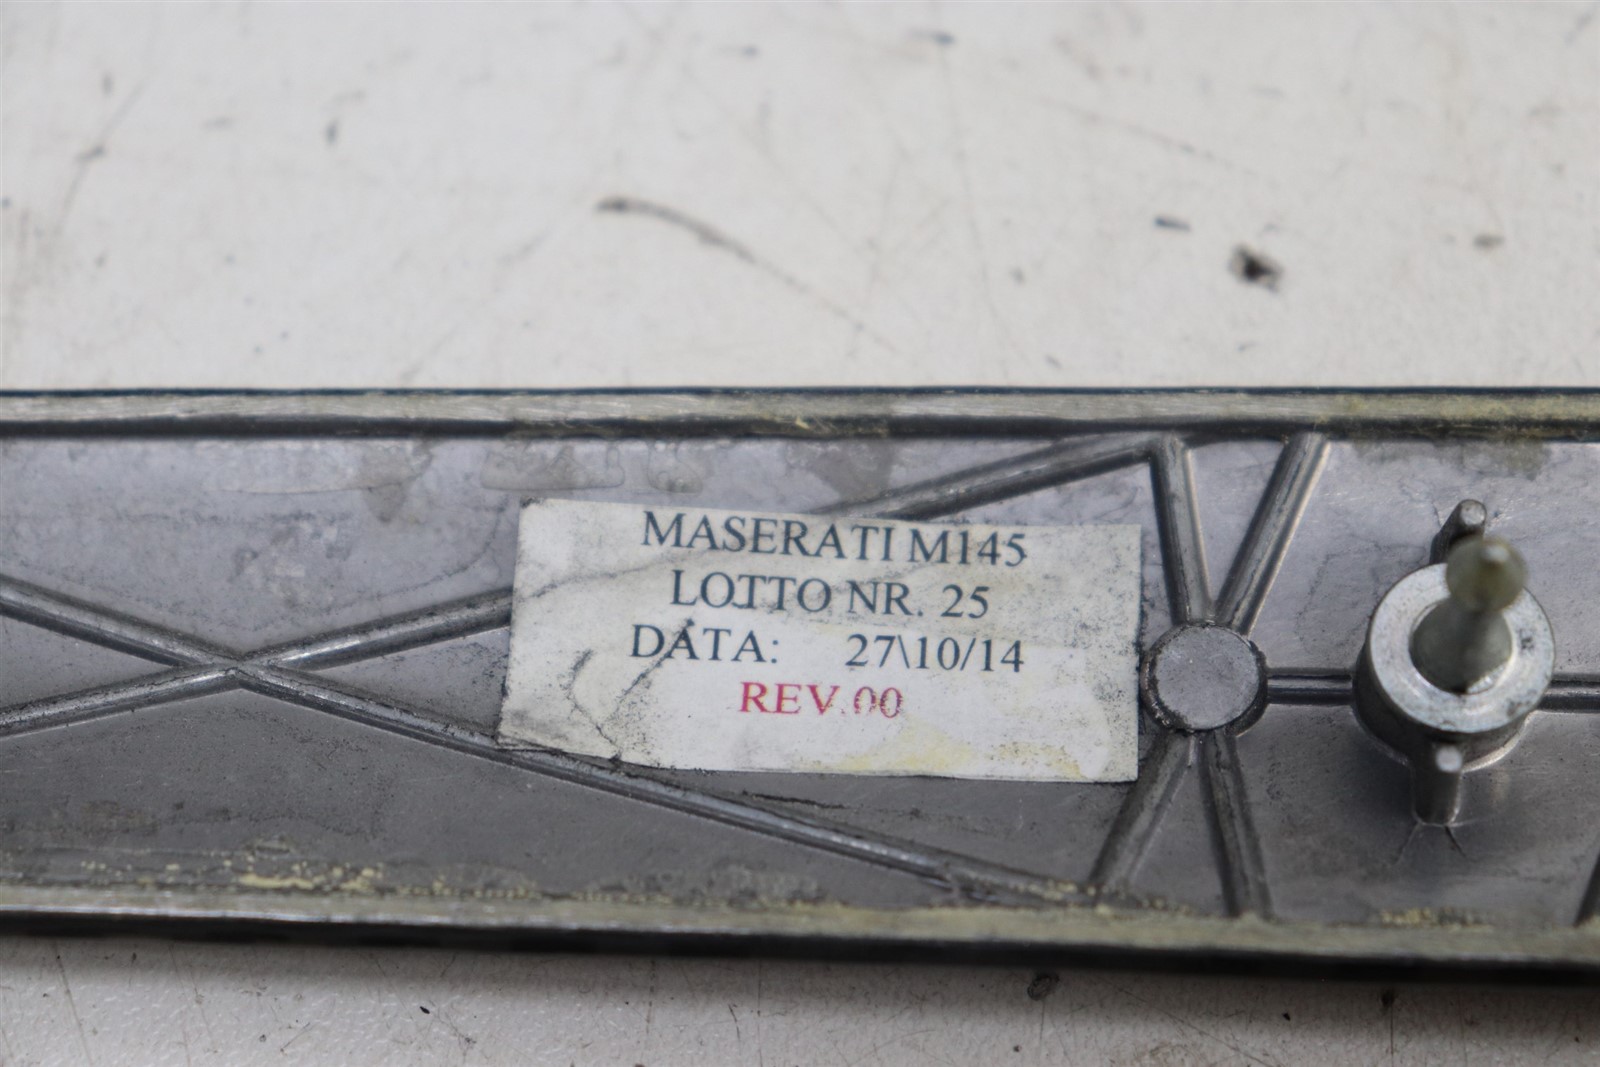 MASERATI M145
LOTTO NR. 25
DATA: 27\10/14
REV.00